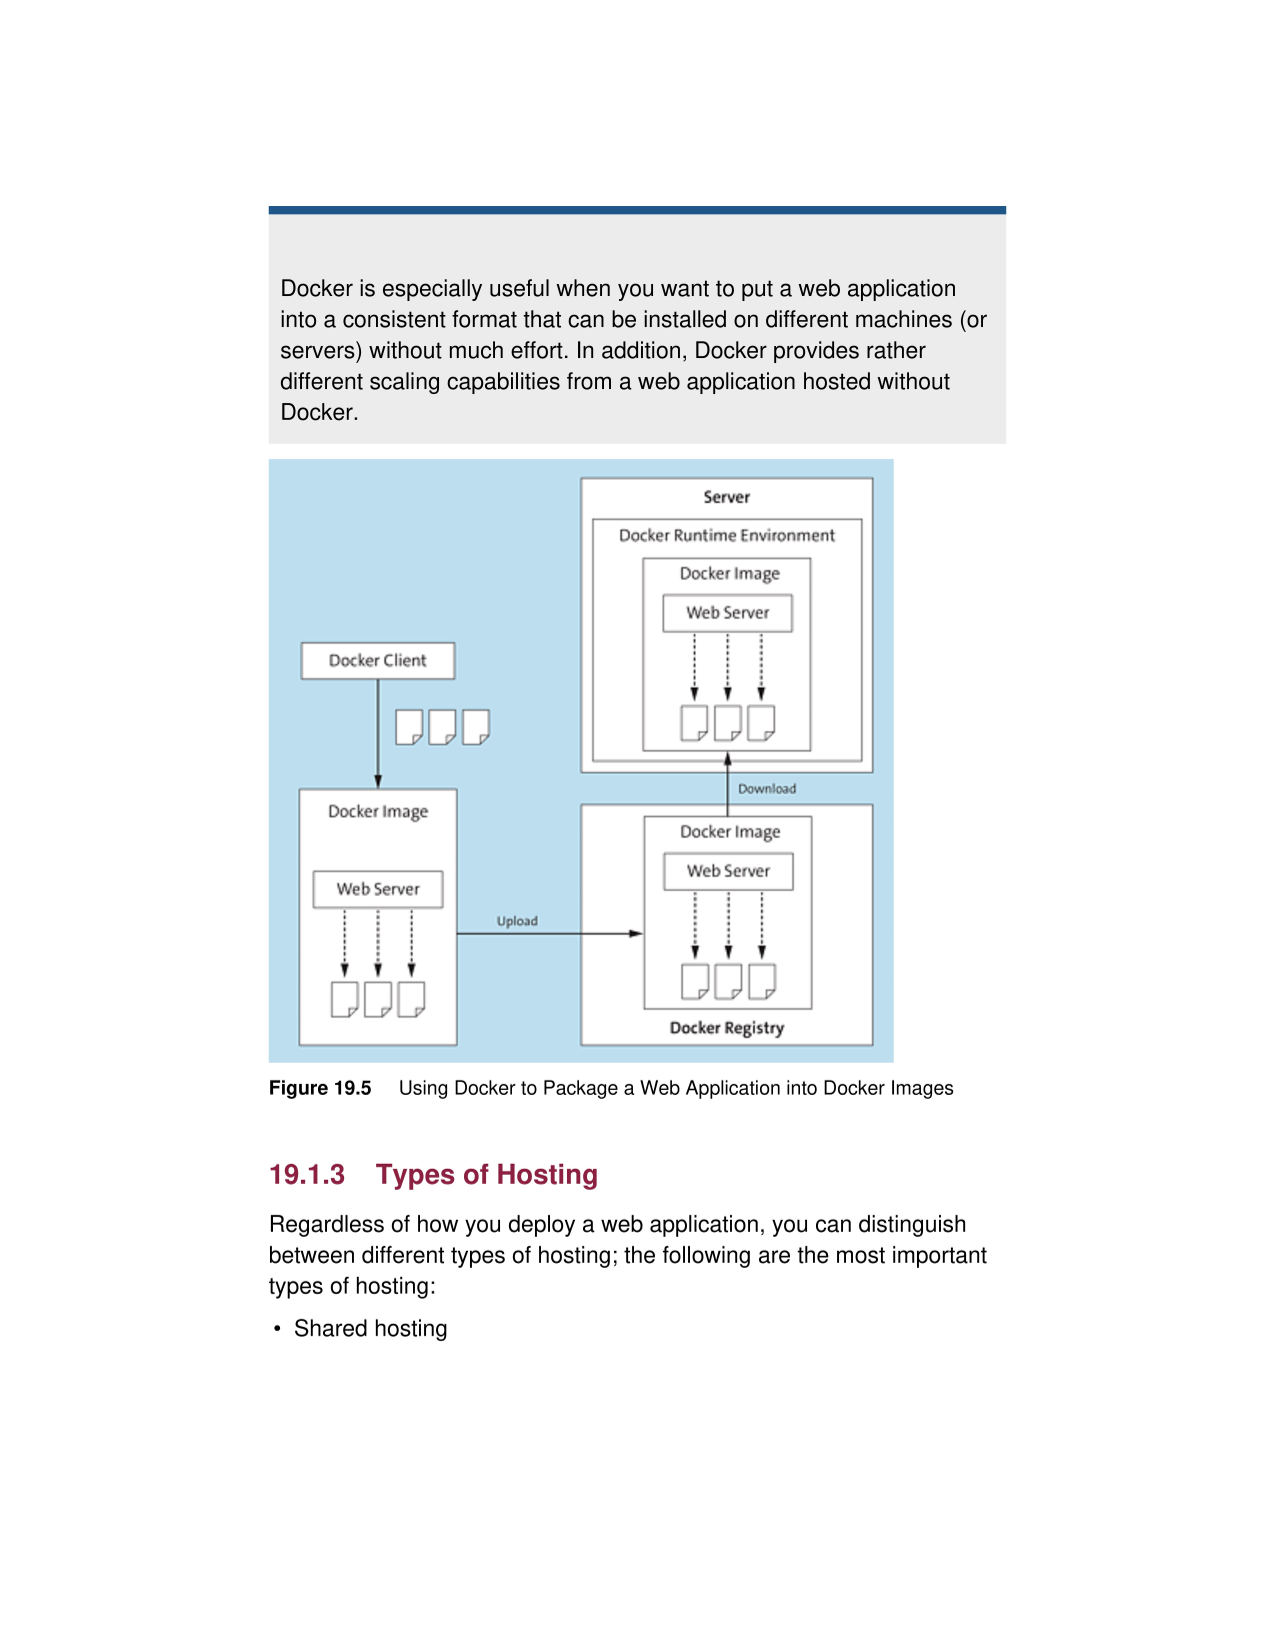 Docker is especially useful when you want to put a web application
into a consistent format that can be installed on different machines (or
servers) without much effort. In addition, Docker provides rather
different scaling capabilities from a web application hosted without
Docker.
Server
Docker Runtime Environment
Docker Image
Web Server
Docker Client
Download
Docker Image
Docker Image
Web Server
Web Server
Upload
Docker Registry
Figure 19.5 Using Docker to Package a Web Application into Docker Images
19.1.3 Types of Hosting
Regardless of how you deploy a web application, you can distinguish
between different types of hosting; the following are the most important
types of hosting:
• Shared hosting